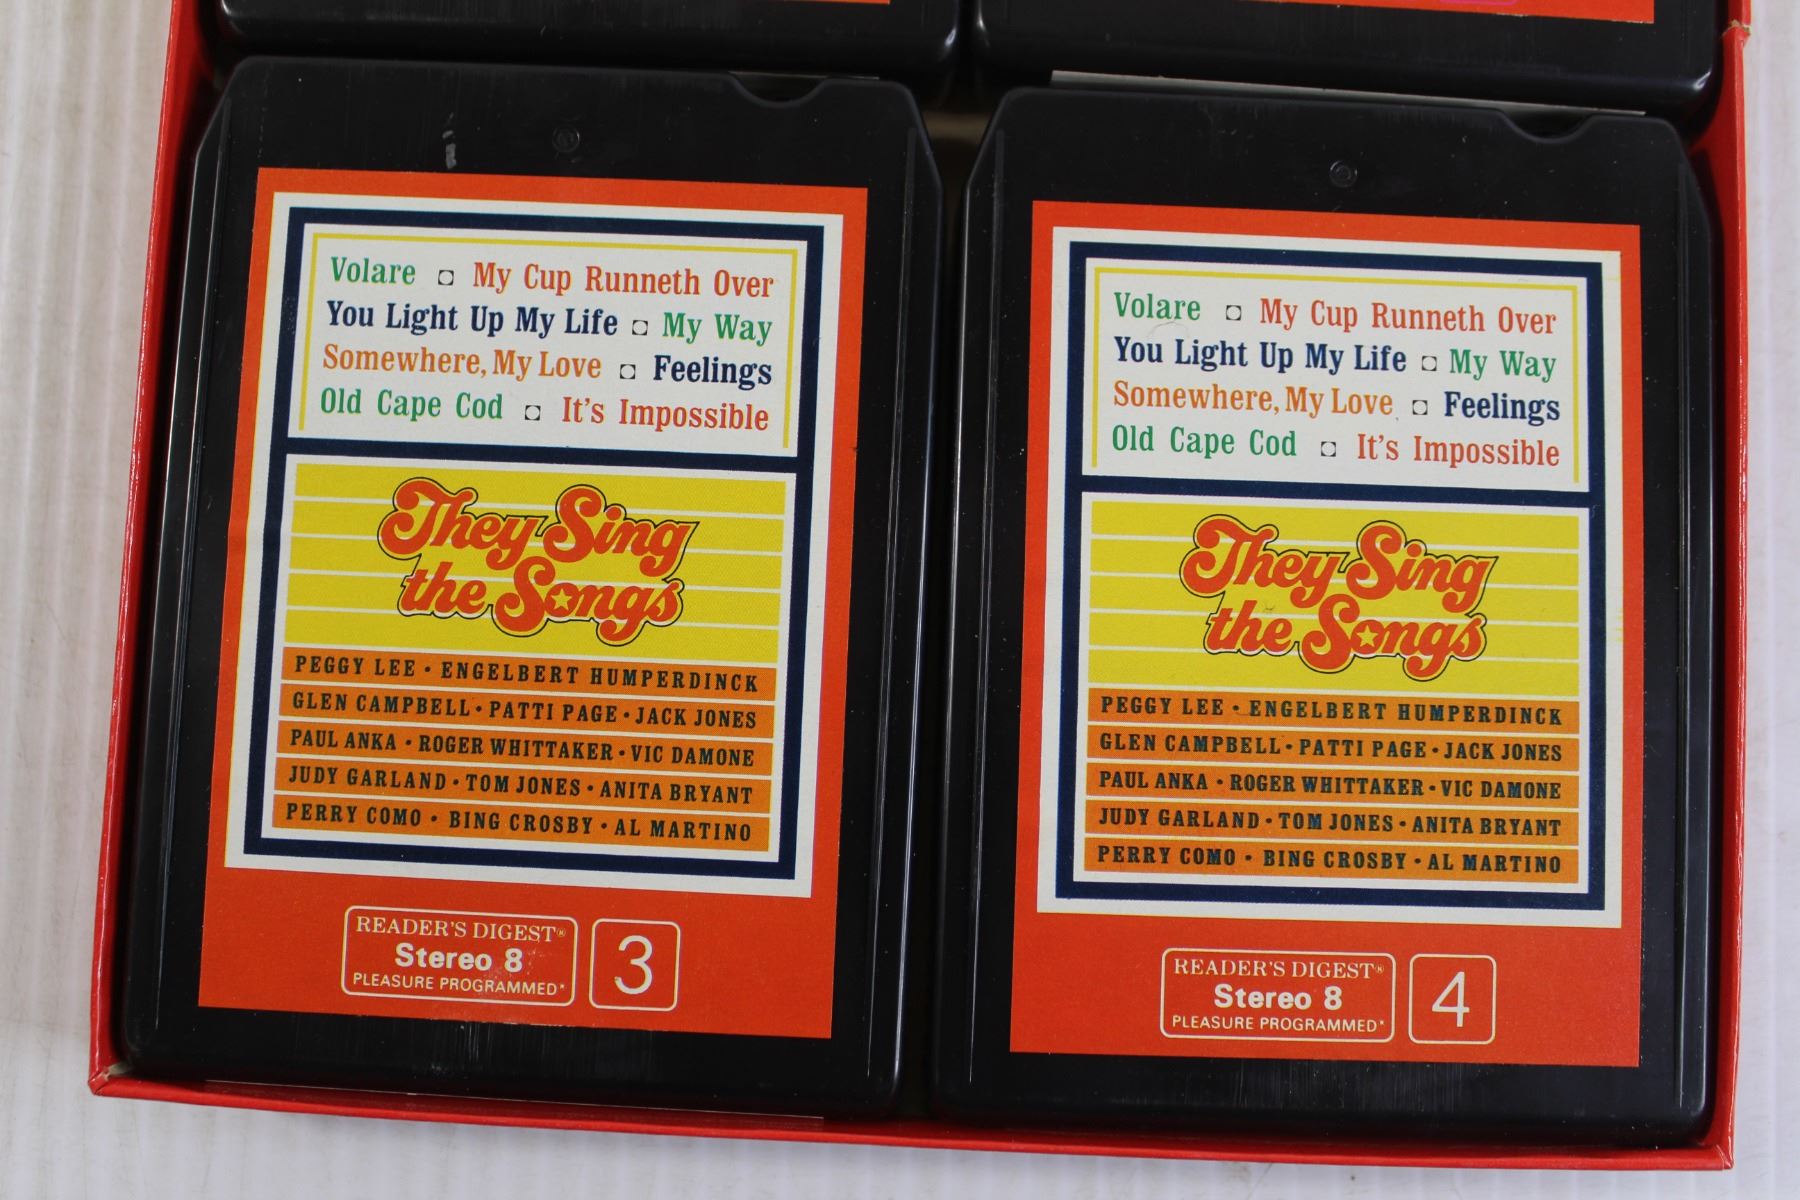 Volare ◘ My Cup Runneth Over
You Light Up My Life ◘ My Way
Somewhere, My Love ◘ Feelings
Old Cape Cod ◘ It's Impossible
They Sing
the Songs
PEGGY LEE • ENGELBERT HUMPERDINCK
GLEN CAMPBELL • PATTI PAGE • JACK JONES
PAUL ANKA • ROGER WHITTAKER • VIC DAMONE
JUDY GARLAND • TOM JONES • ANITA BRYANT
PERRY COMO • BING CROSBY • AL MARTINO
READER'S DIGEST®
Stereo 8
PLEASURE PROGRAMMED*
3
Volare ◘ My Cup Runneth Over
You Light Up My Life ◘ My Way
Somewhere, My Love ◘ Feelings
Old Cape Cod ◘ It's Impossible
They Sing
the Songs
PEGGY LEE • ENGELBERT HUMPERDINCK
GLEN CAMPBELL • PATTI PAGE • JACK JONES
PAUL ANKA • ROGER WHITTAKER • VIC DAMONE
JUDY GARLAND • TOM JONES • ANITA BRYANT
PERRY COMO • BING CROSBY • AL MARTINO
READER'S DIGEST®
Stereo 8
PLEASURE PROGRAMMED*
4